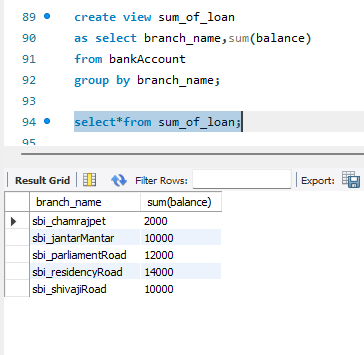 89 create view sum_of_loan
90 as select branch_name,sum(balance)
91 from bankAccount
92 group by branch_name;
93
94 select*from sum_of_loan;
95
Result Grid Filter Rows: Export:
branch_name sum(balance)
sbi_chamrajpet 2000
sbi_jantarMantar 10000
sbi_parliamentRoad 12000
sbi_residencyRoad 14000
sbi_shivajiRoad 10000